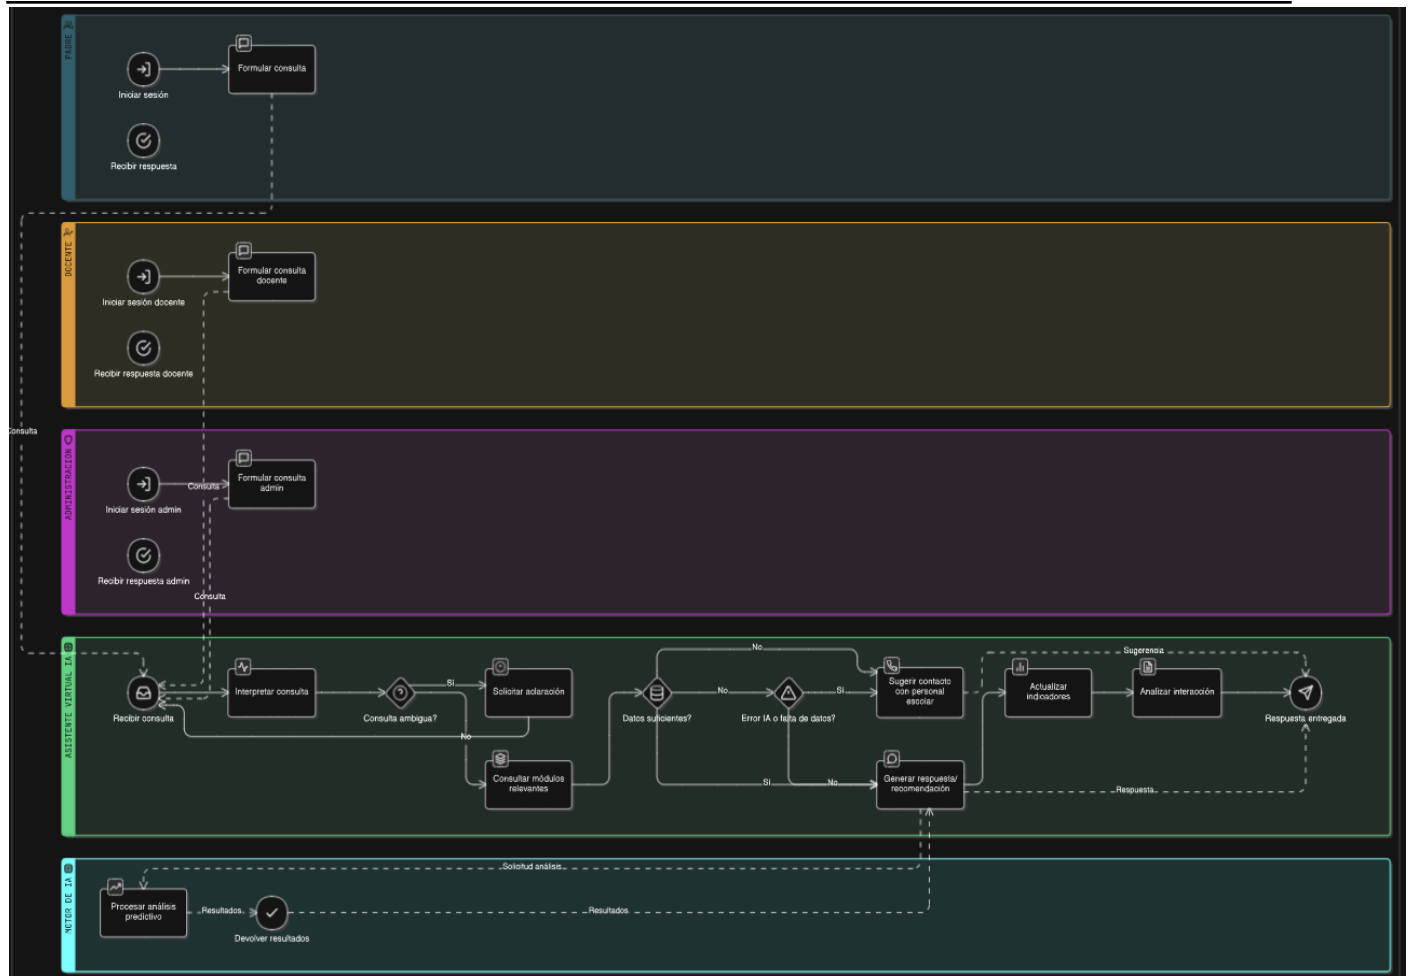 PADRE
Formular consulta
Iniciar sesión
Recibir respuesta
DOCENTE
Formular consulta
docente
Iniciar sesión docente
Recibir respuesta docente
Consulta
ADMINISTRACION
Formular consulta
admin
Consulta
Iniciar sesión admin
Recibir respuesta admin
Consulta
ASISTENTE VIRTUAL IA
Recibir consulta
Interpretar consulta
Consulta ambigua?
Sí
Solicitar aclaración
No
Consultar módulos
relevantes
Datos suficientes?
No
No
Error IA o falta de datos?
Sí
Sí
No
Sugerir contacto
con personal
escolar
Generar respuesta/
recomendación
Sugerencia
Actualizar
indicadores
Analizar interacción
Respuesta entregada
Respuesta
MOTOR DE IA
Solicitud análisis
Procesar análisis
predictivo
Resultados
Devolver resultados
Resultados